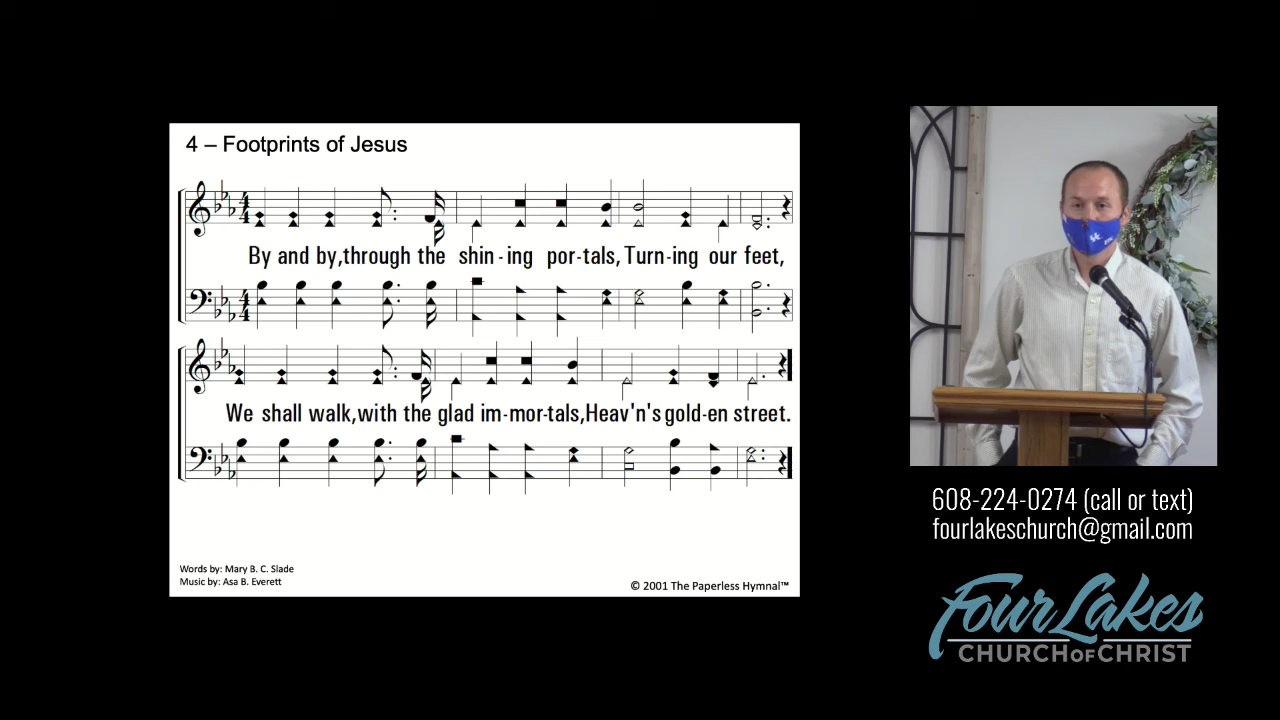 4 – Footprints of Jesus
By and by,through the shin-ing por-tals, Turn-ing our feet,
We shall walk,with the glad im-mor-tals,Heav'n's gold-en street.
Words by: Mary B. C. Slade
Music by: Asa B. Everett
© 2001 The Paperless Hymnal™
608-224-0274 (call or text)
fourlakeschurch@gmail.com
Four Lakes
CHURCH OF CHRIST